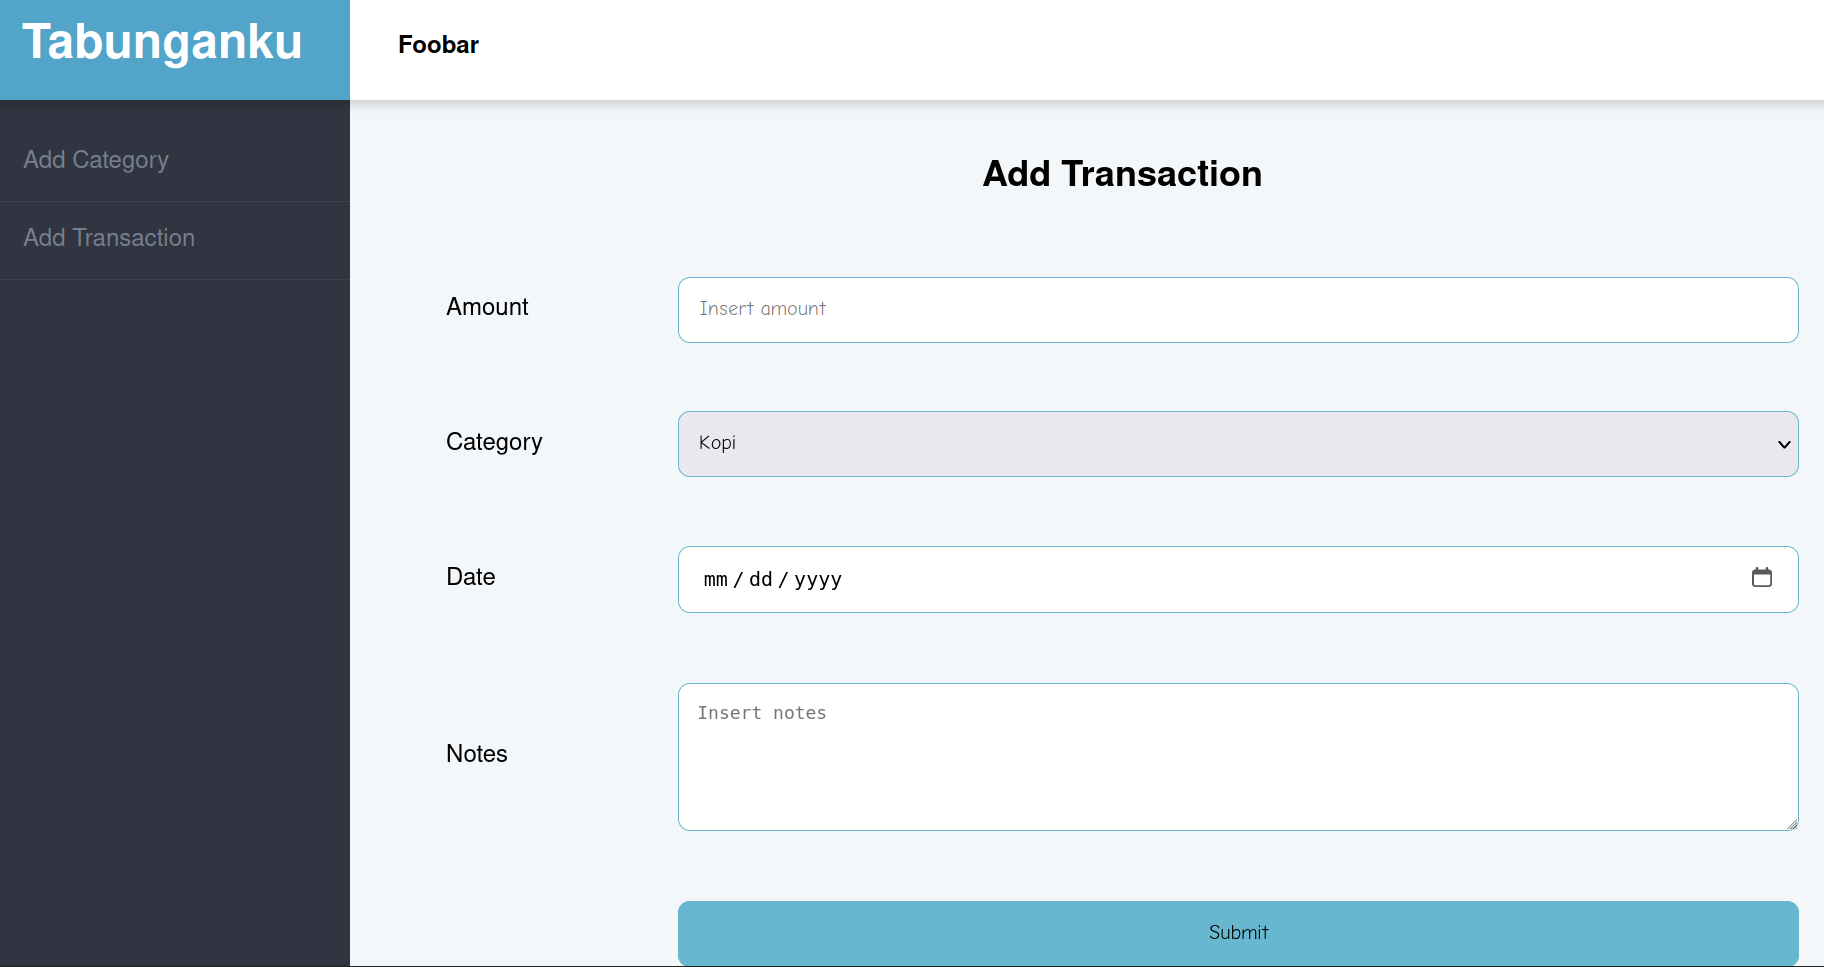 Tabunganku
Foobar
Add Category
Add Transaction
Add Transaction
Amount
Insert amount
Category
Kopi
Date
mm / dd / yyyy
Notes
Insert notes
Submit